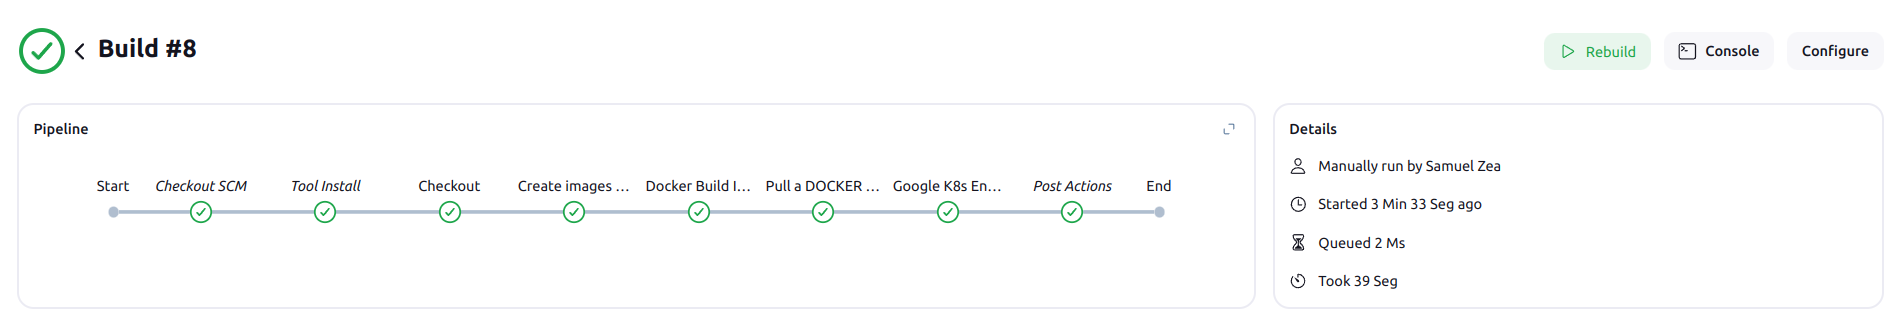 Build #8
Rebuild
Console
Configure
Pipeline
Start
Checkout SCM
Tool Install
Checkout
Create images ...
Docker Build I...
Pull a DOCKER ...
Google K8s En...
Post Actions
End
Details
Manually run by Samuel Zea
Started 3 Min 33 Seg ago
Queued 2 Ms
Took 39 Seg